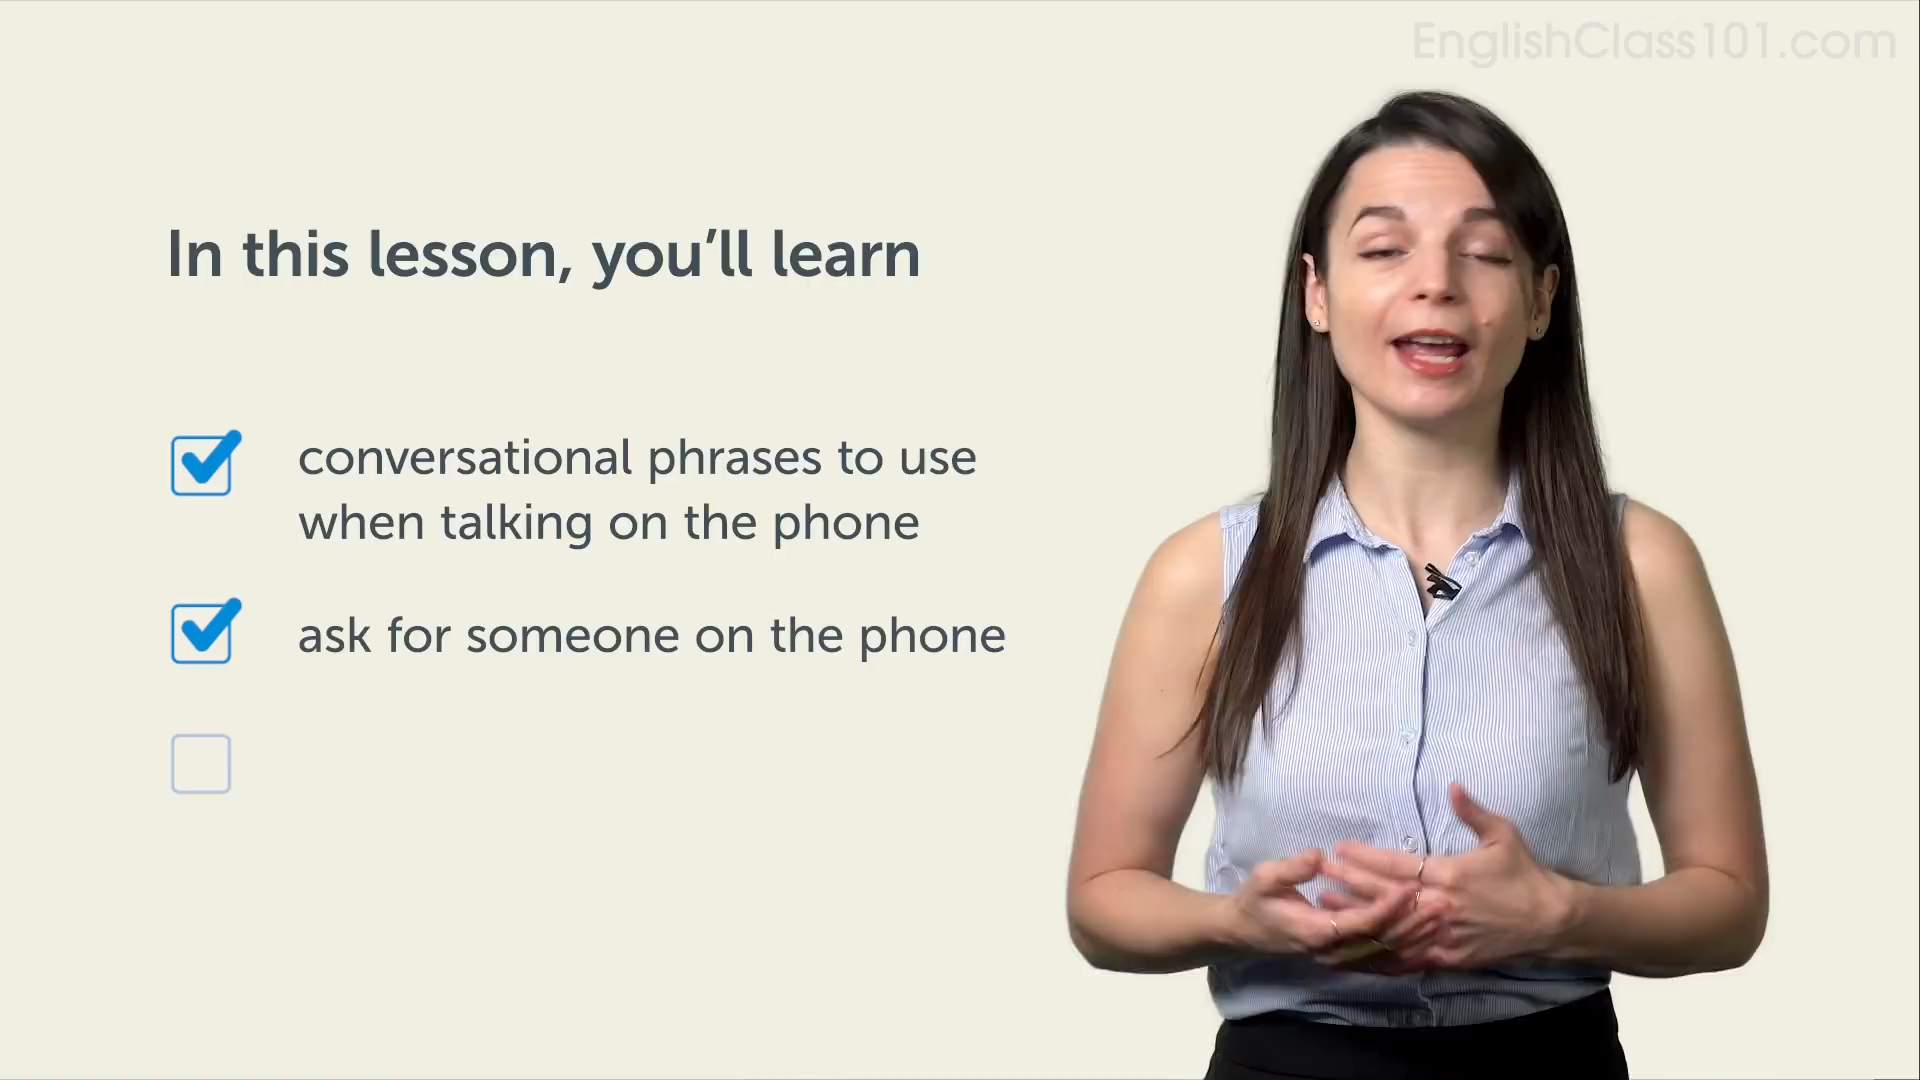 EnglishClass101.com
In this lesson, you’ll learn
conversational phrases to use
when talking on the phone
ask for someone on the phone